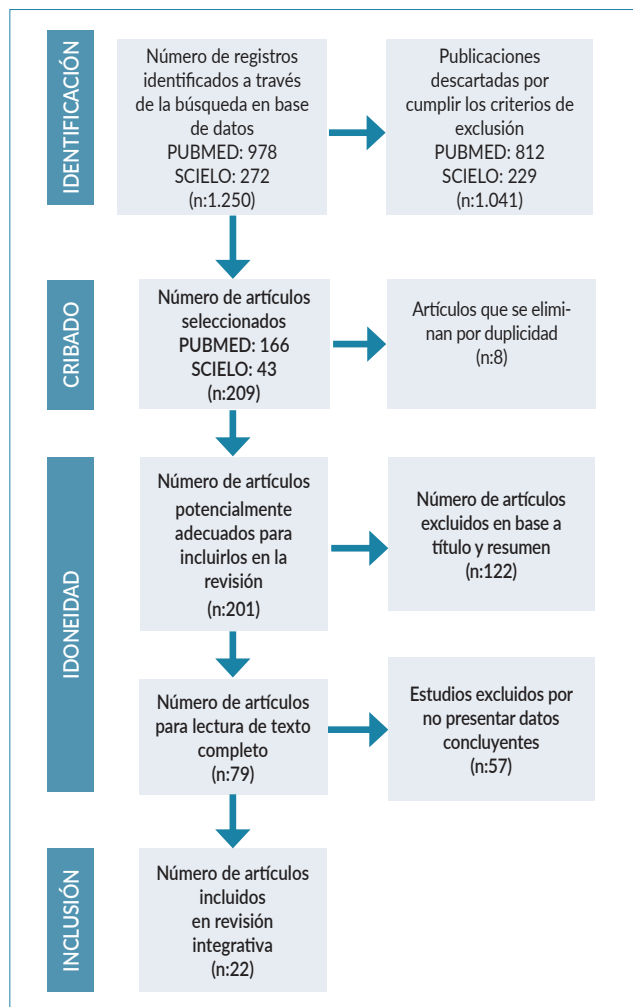 IDENTIFICACIÓN
Número de registros
identificados a través
de la búsqueda en base
de datos
PUBMED: 978
SCIELO: 272
(n:1.250)
Publicaciones
descartadas por
cumplir los criterios de
exclusión
PUBMED: 812
SCIELO: 229
(n:1.041)
CRIBADO
Número de artículos
seleccionados
PUBMED: 166
SCIELO: 43
(n:209)
Artículos que se elimi-
nan por duplicidad
(n:8)
IDONEIDAD
Número de artículos
potencialmente
adecuados para
incluirlos en la
revisión
(n:201)
Número de artículos
excluidos en base a
título y resumen
(n:122)
Número de artículos
para lectura de texto
completo
(n:79)
Estudios excluidos por
no presentar datos
concluyentes
(n:57)
INCLUSIÓN
Número de artículos
incluidos
en revisión
integrativa
(n:22)